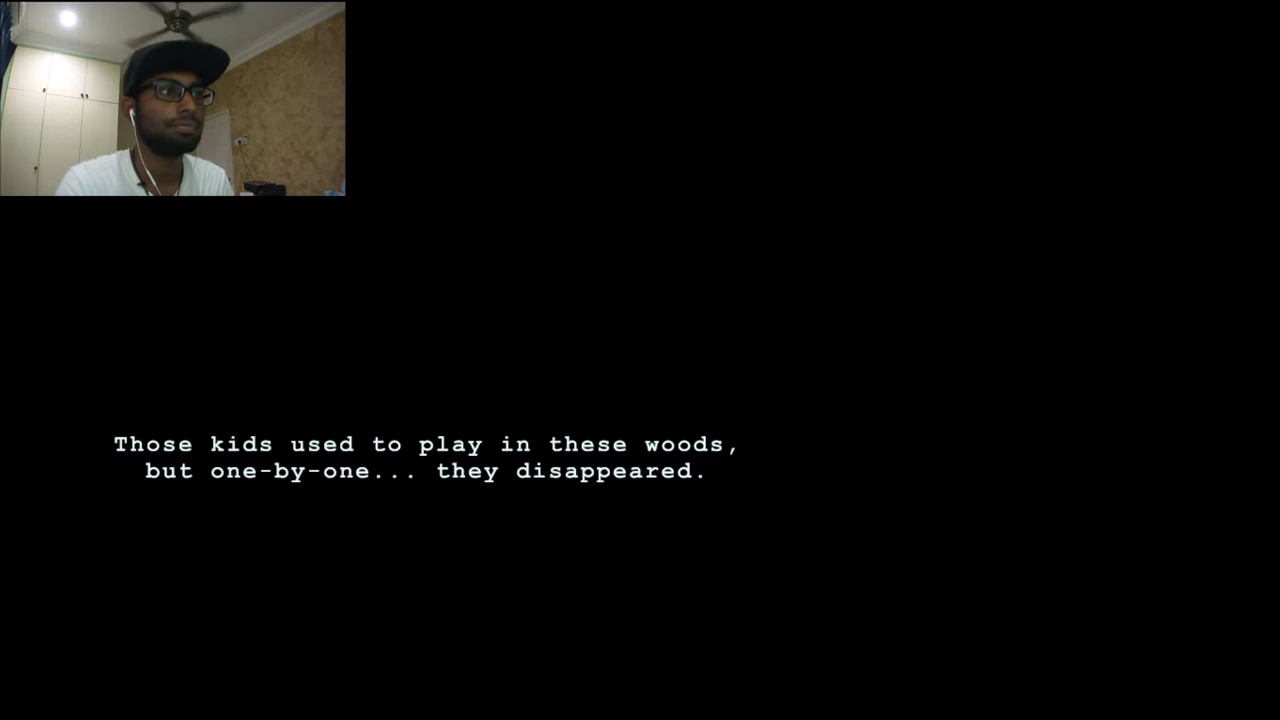 Those kids used to play in these woods,
but one-by-one... they disappeared.